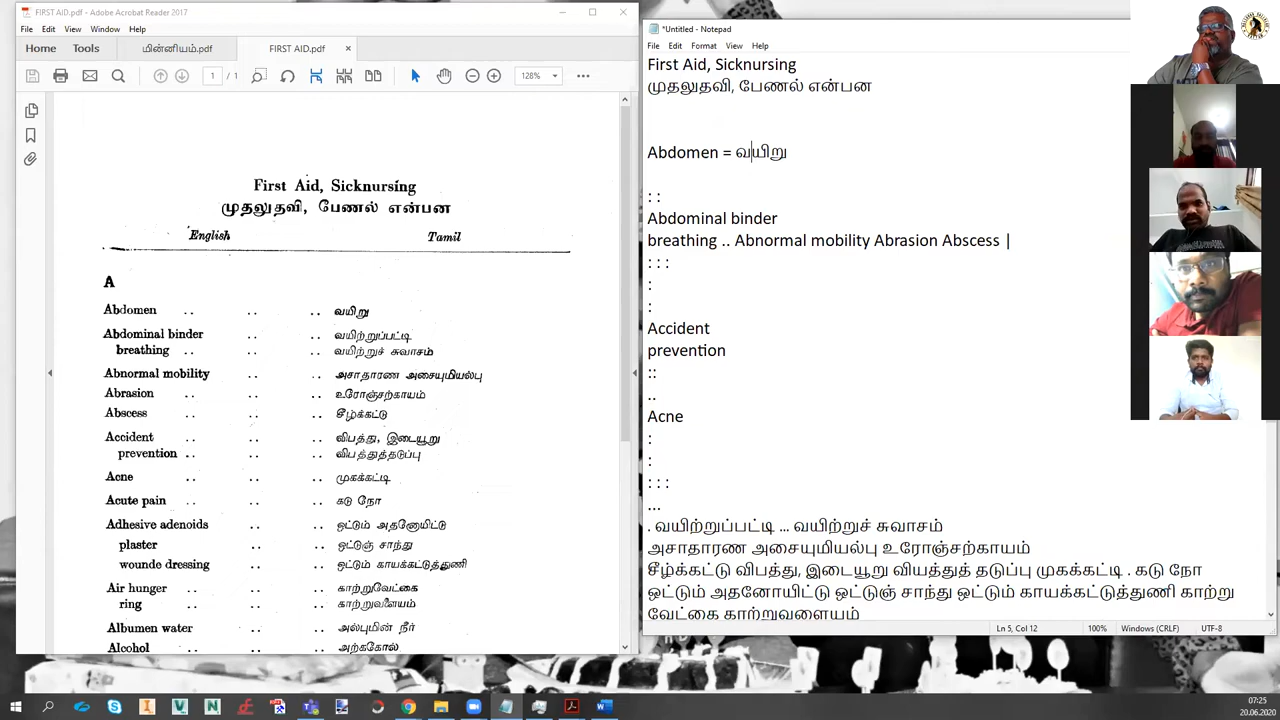 FIRST AID.pdf - Adobe Acrobat Reader 2017
File Edit View Window Help
Home Tools மின்னியம்.pdf FIRST AID.pdf ×
1 / 1 128%
First Aid, Sicknursing
முதலுதவி, பேணல் என்பன
English Tamil
A
Abdomen .. .. .. வயிறு
Abdominal binder .. .. வயிற்றுப்பட்டி
breathing .. .. .. வயிற்றுச் சுவாசம்
Abnormal mobility .. .. அசாதாரண அசையுமியல்பு
Abrasion .. .. .. உரோஞ்சற்காயம்
Abscess .. .. .. சீழ்க்கட்டு
Accident .. .. .. விபத்து, இடையூறு
prevention .. .. .. விபத்துத்தடுப்பு
Acne .. .. .. முகக்கட்டி
Acute pain .. .. .. கடு நோ
Adhesive adenoids .. .. ஒட்டும் அதனோயிட்டு
plaster .. .. ஒட்டுஞ் சாந்து
wounde dressing .. .. ஒட்டும் காயக்கட்டுத்துணி
Air hunger .. .. .. காற்றுவேட்கை
ring .. .. .. காற்றுவளையம்
Albumen water .. .. .. அல்புமின் நீர்
Alcohol .. .. .. அற்ககோல்
*Untitled - Notepad
File Edit Format View Help
First Aid, Sicknursing
முதலுதவி, பேணல் என்பன
Abdomen = வயிறு
: :
Abdominal binder
breathing .. Abnormal mobility Abrasion Abscess |
: : :
:
:
Accident
prevention
::
..
Acne
:
:
: : :
...
. வயிற்றுப்பட்டி ... வயிற்றுச் சுவாசம்
அசாதாரண அசையுமியல்பு உரோஞ்சற்காயம்
சீழ்க்கட்டு விபத்து, இடையூறு வியத்துத் தடுப்பு முகக்கட்டி . கடு நோ
ஒட்டும் அதனோயிட்டு ஒட்டுஞ் சாந்து ஒட்டும் காயக்கட்டுத்துணி காற்று
வேட்கை கார்றுவளையம்
Ln 5, Col 12 100% Windows (CRLF) UTF-8
07:25
20.06.2020